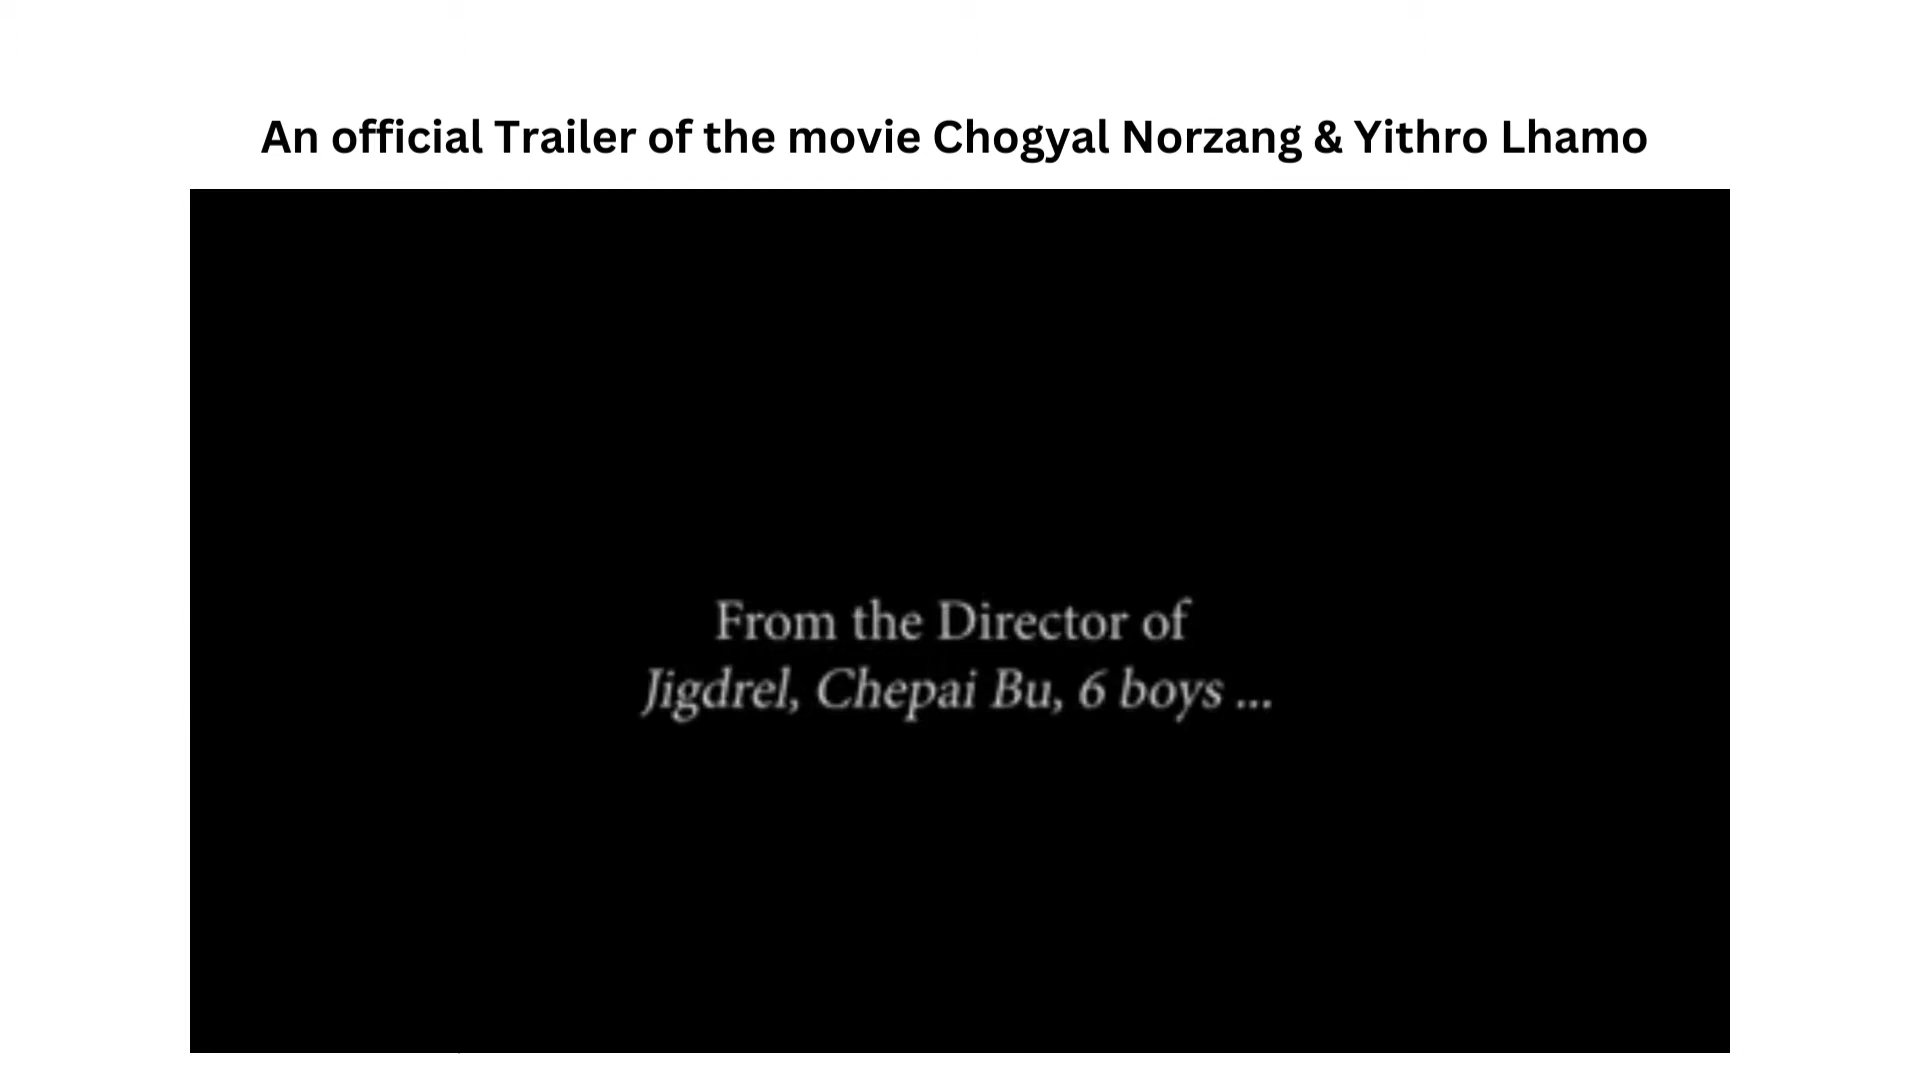 An official Trailer of the movie Chogyal Norzang & Yithro Lhamo
From the Director of
Jigdrel, Chepai Bu, 6 boys ...